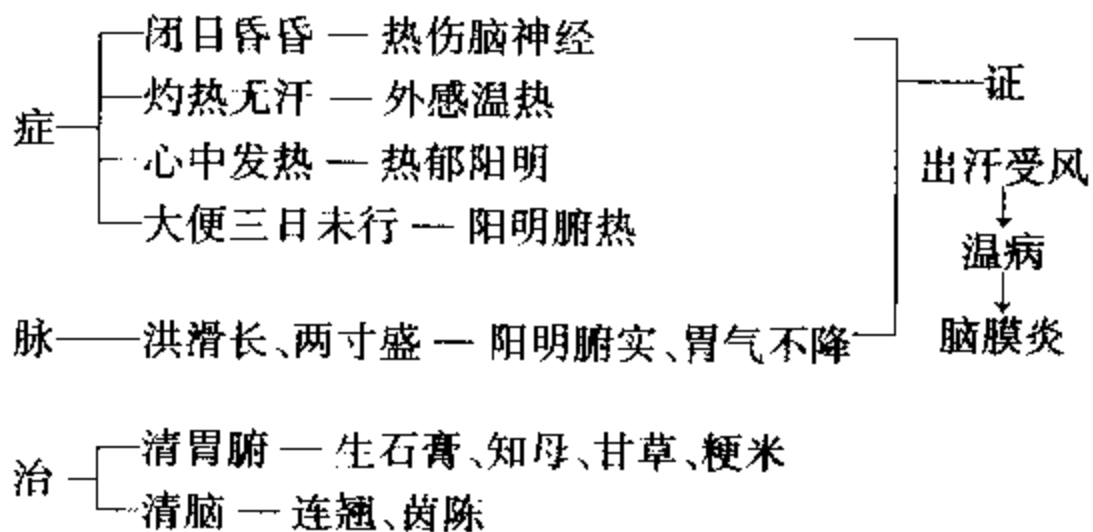 闭日昏昏 — 热伤脑神经
灼热无汗 — 外感温热
证
症
心中发热 — 热郁阳明
出汗受风
大便三日未行 — 阳明腑热
温病
脉 — 洪滑长、两寸盛 — 阳明腑实、胃气不降
脑膜炎
清胃腑 — 生石膏、知母、甘草、粳米
治
清脑 — 连翘、茵陈